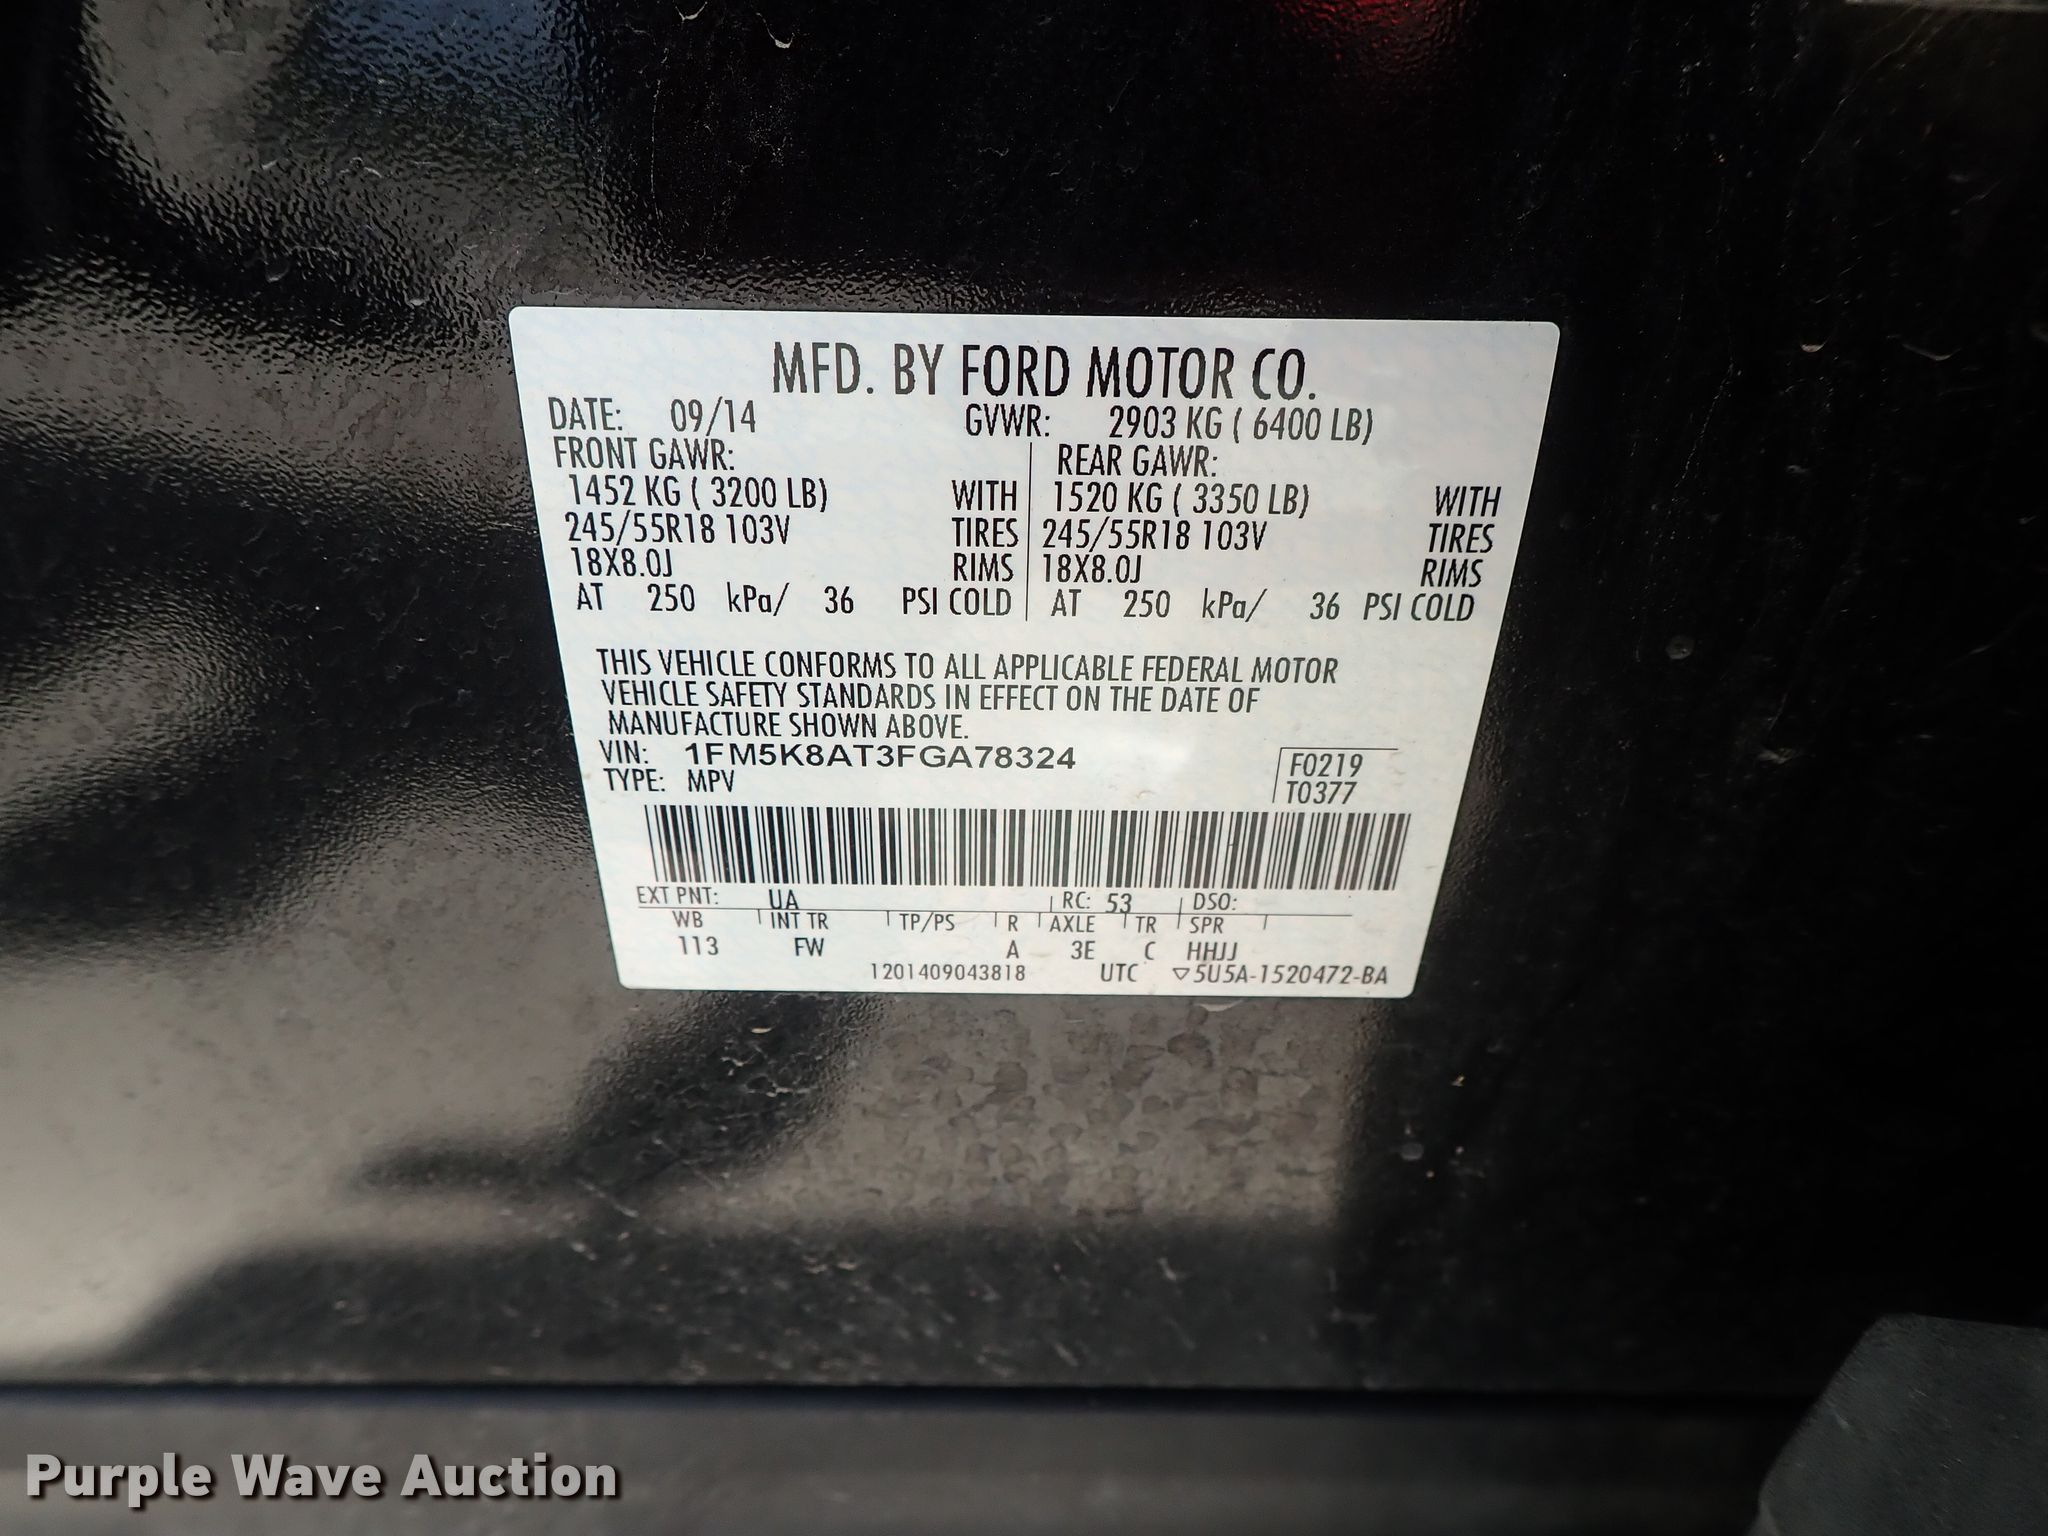 MFD. BY FORD MOTOR CO.
DATE: 09/14 GVWR: 2903 KG ( 6400 LB)
FRONT GAWR: REAR GAWR:
1452 KG ( 3200 LB) WITH 1520 KG ( 3350 LB) WITH
245/55R18 103V TIRES 245/55R18 103V TIRES
18X8.0J RIMS 18X8.0J RIMS
AT 250 kPa/ 36 PSI COLD AT 250 kPa/ 36 PSI COLD
THIS VEHICLE CONFORMS TO ALL APPLICABLE FEDERAL MOTOR
VEHICLE SAFETY STANDARDS IN EFFECT ON THE DATE OF
MANUFACTURE SHOWN ABOVE.
VIN: 1FM5K8AT3FGA78324 F0219
TYPE: MPV T0377
EXT PNT: UA RC: 53 DSO:
WB INT TR TP/PS R AXLE TR SPR
113 FW A 3E C HHJJ
1201409043818 UTC ▽5U5A-1520472-BA
Purple Wave Auction